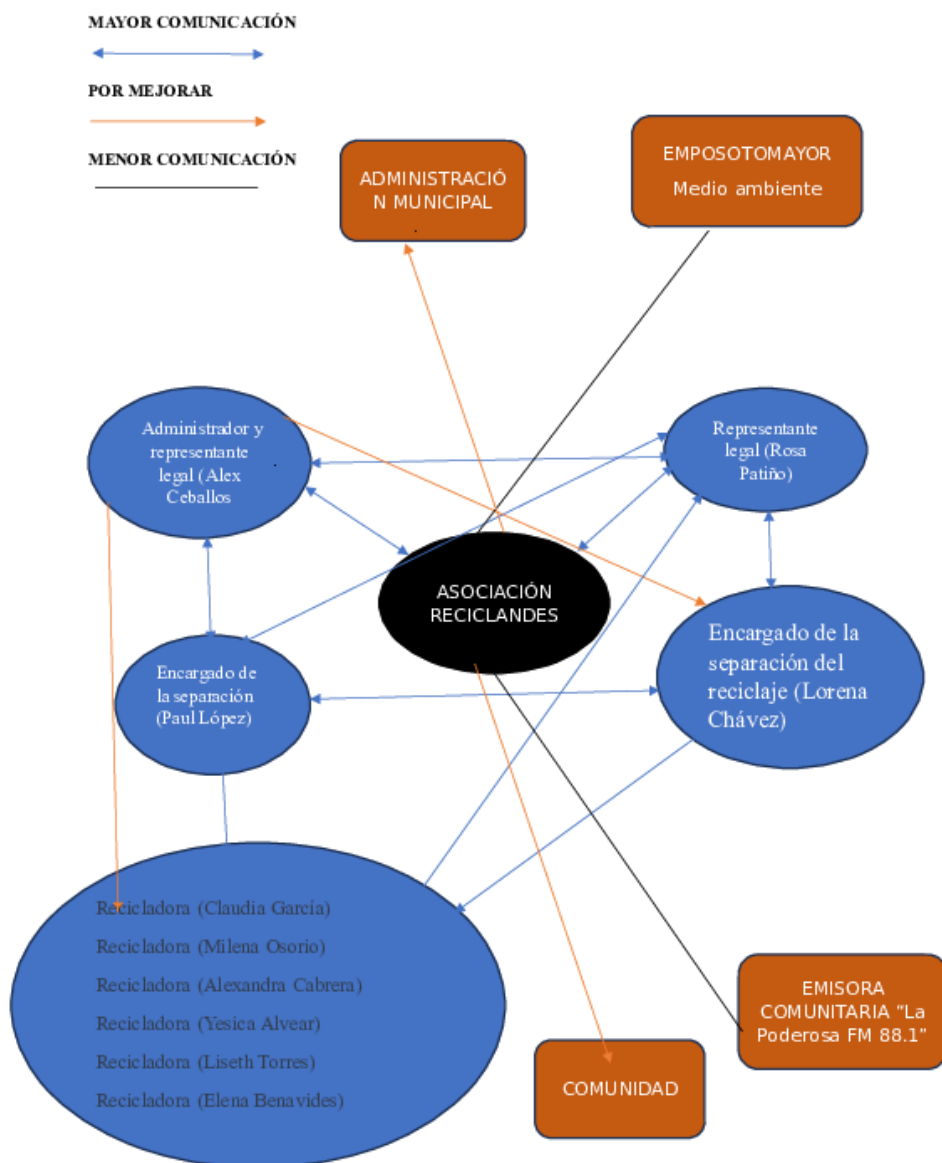 MAYOR COMUNICACIÓN
POR MEJORAR
MENOR COMUNICACIÓN
ADMINISTRACIÓ
N MUNICIPAL
.
EMPOSOTOMAYOR
Medio ambiente
Administrador y
representante
legal (Alex
Ceballos
Representante
legal (Rosa
Patiño)
ASOCIACIÓN
RECICLANDES
Encargado de
la separación
(Paul López)
Encargado de la
separación del
reciclaje (Lorena
Chávez)
Recicladora (Claudia García)
Recicladora (Milena Osorio)
Recicladora (Alexandra Cabrera)
Recicladora (Yesica Alvear)
Recicladora (Liseth Torres)
Recicladora (Elena Benavides)
EMISORA
COMUNITARIA “La
Poderosa FM 88.1”
COMUNIDAD